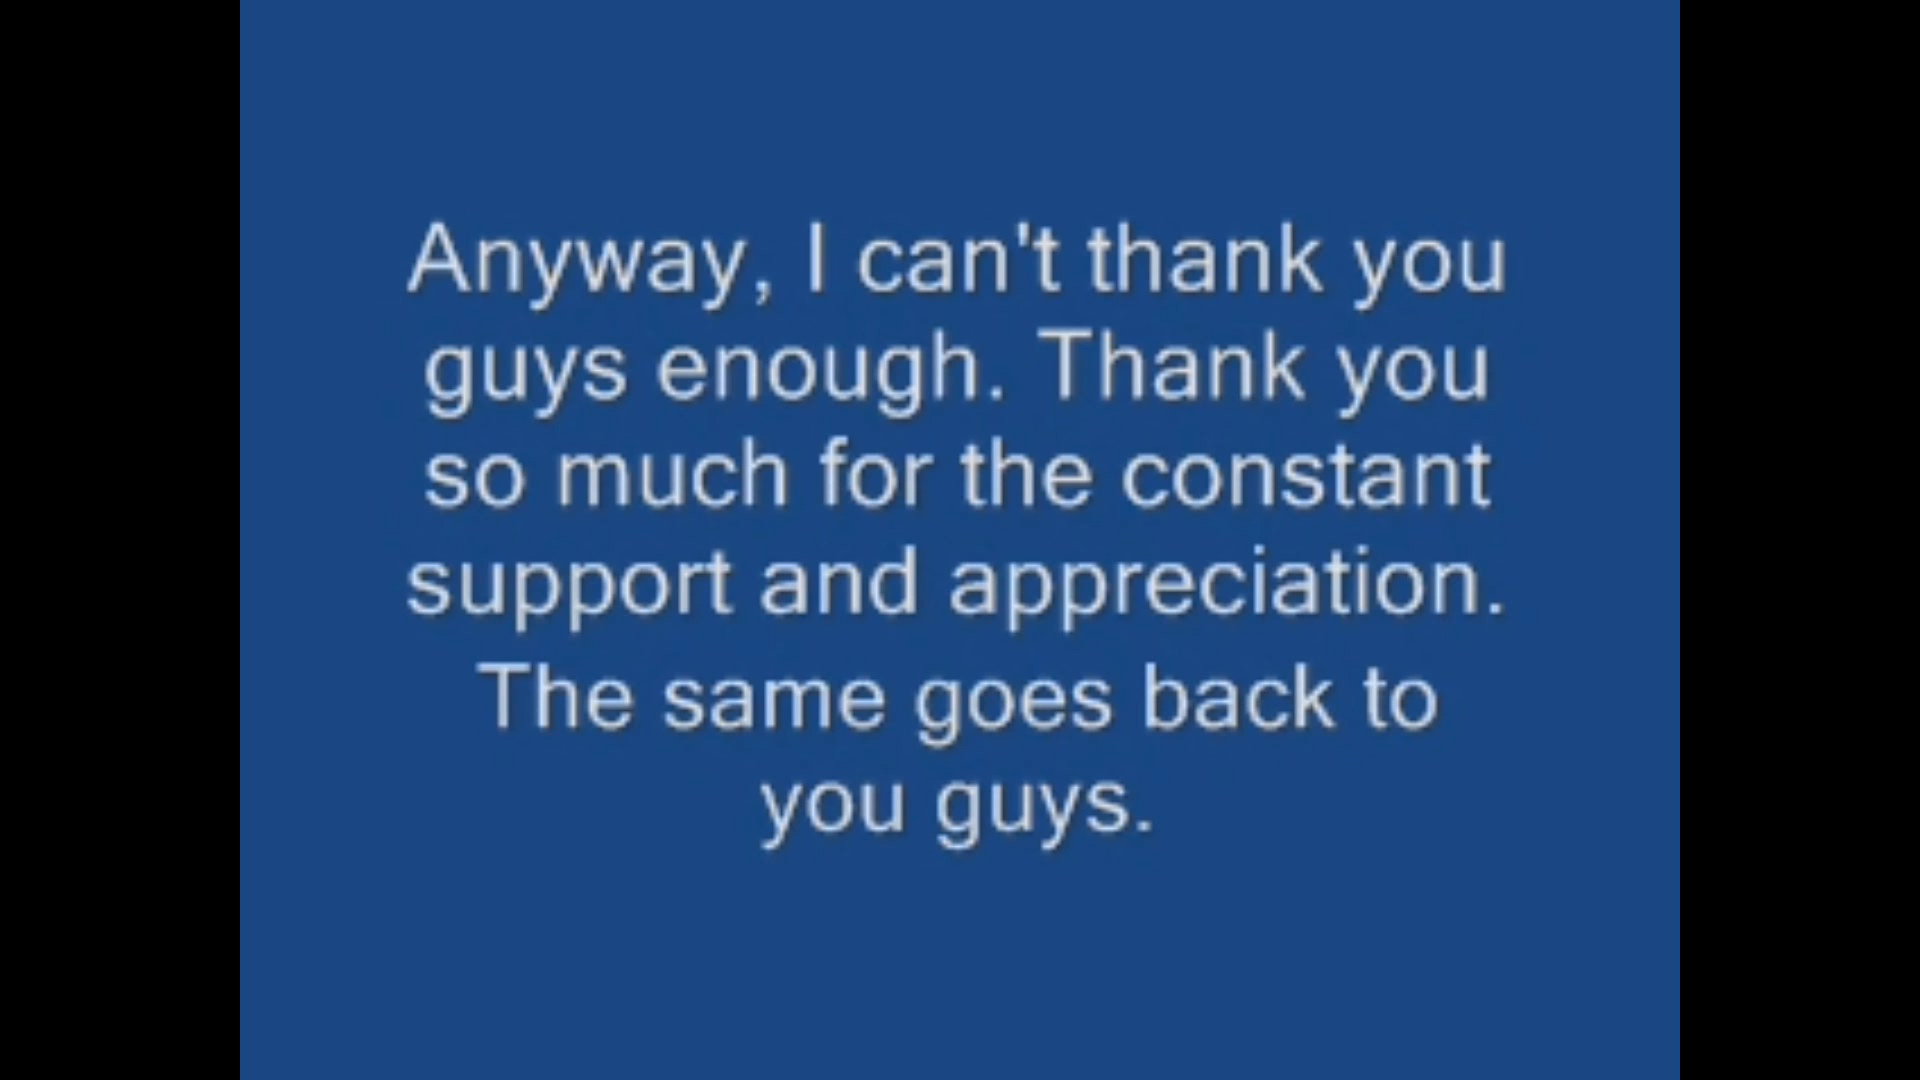 Anyway, I can't thank you
guys enough. Thank you
so much for the constant
support and appreciation.
The same goes back to
you guys.